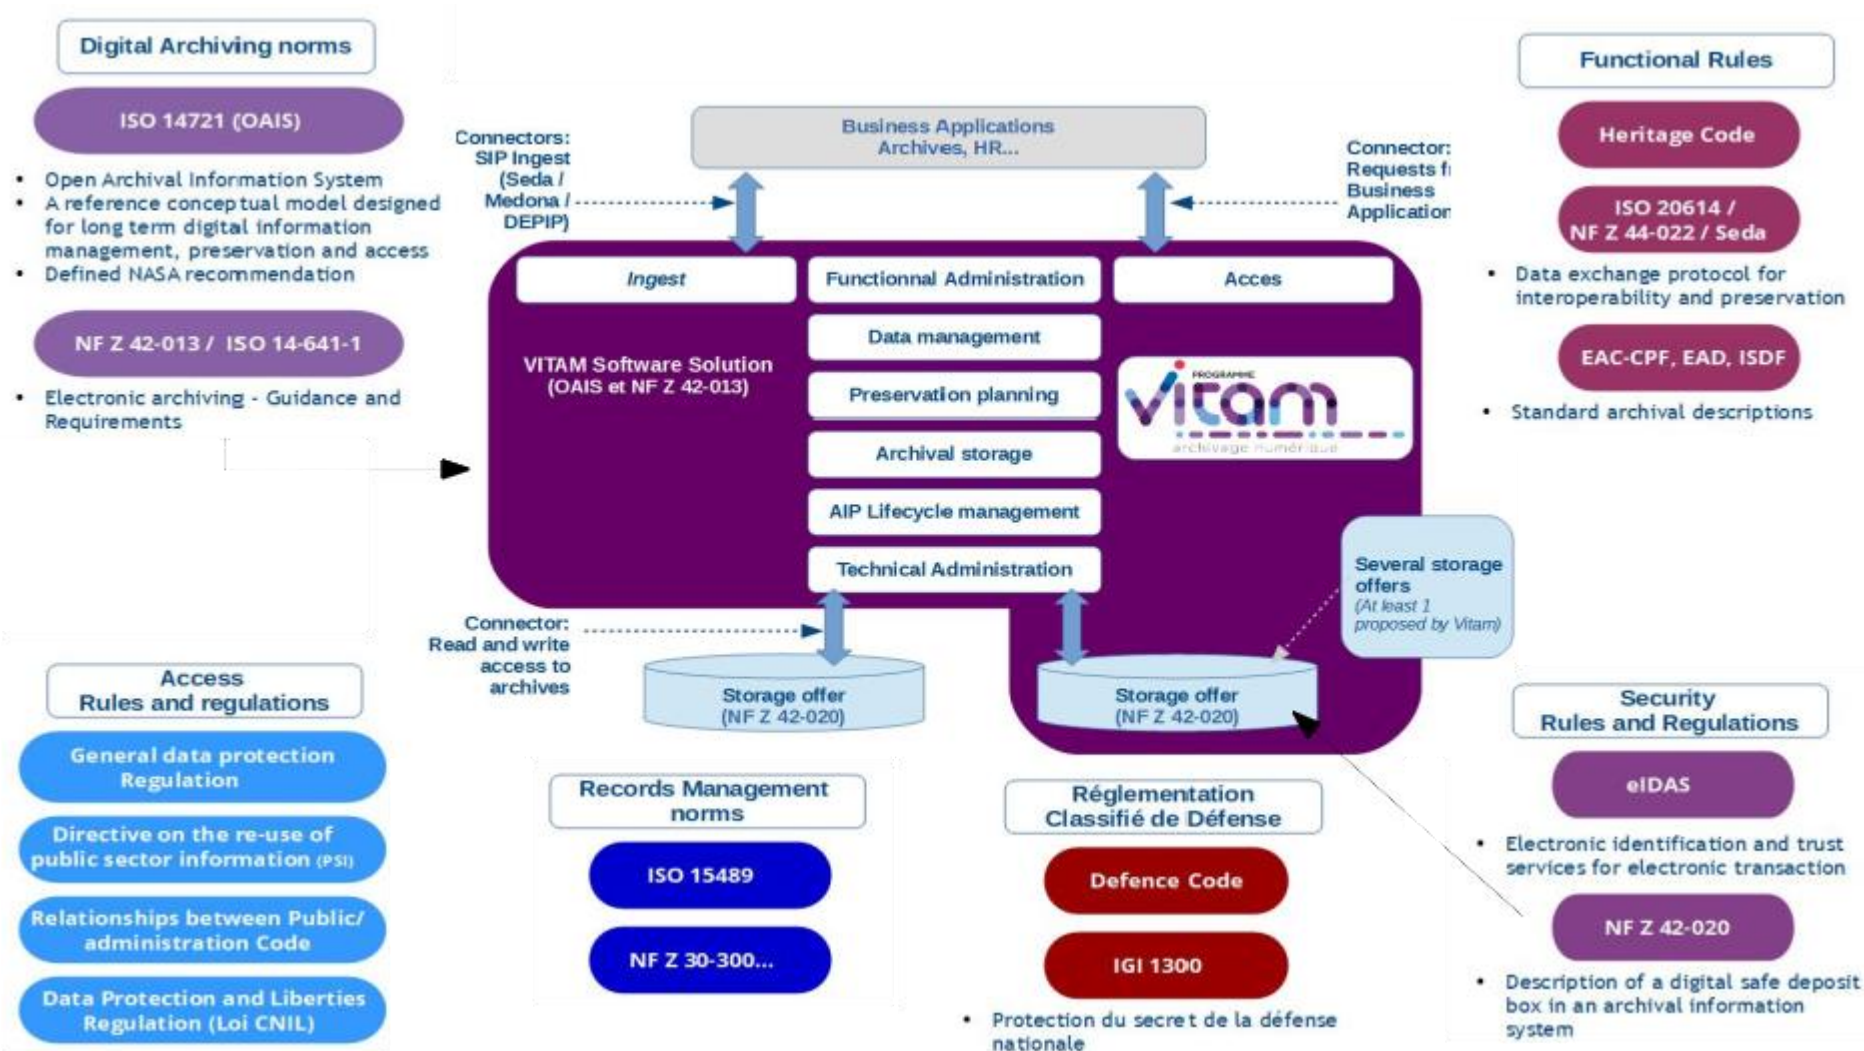 Digital Archiving norms
ISO 14721 (OAIS)
• Open Archival Information System
• A reference conceptual model designed
for long term digital information
management, preservation and access
• Defined NASA recommendation
NF Z 42-013 / ISO 14-641-1
• Electronic archiving - Guidance and
Requirements
Connectors:
SIP Ingest
(Seda /
Medona /
DEPIP)
Business Applications
Archives, HR...
Connector:
Requests
Business
Application
Functional Rules
Heritage Code
ISO 20614 /
NF Z 44-022 / Seda
• Data exchange protocol for
interoperability and preservation
EAC-CPF, EAD, ISDF
• Standard archival descriptions
Ingest
Functionnal Administration
Acces
VITAM Software Solution
(OAIS et NF Z 42-013)
Data management
Preservation planning
Archival storage
AIP Lifecycle management
Technical Administration
PROGRAMME
vitam
archivage numérique
Several storage
offers
(At least 1
proposed by Vitam)
Connector:
Read and write
access to
archives
Storage offer
(NF Z 42-020)
Storage offer
(NF Z 42-020)
Access
Rules and regulations
General data protection
Regulation
Directive on the re-use of
public sector information (PSI)
Relationships between Public/
administration Code
Data Protection and Liberties
Regulation (Loi CNIL)
Records Management
norms
ISO 15489
NF Z 30-300...
Réglementation
Classifié de Défense
Defence Code
IGI 1300
• Protection du secret de la défense
nationale
Security
Rules and Regulations
eIDAS
• Electronic identification and trust
services for electronic transaction
NF Z 42-020
• Description of a digital safe deposit
box in an archival information
system